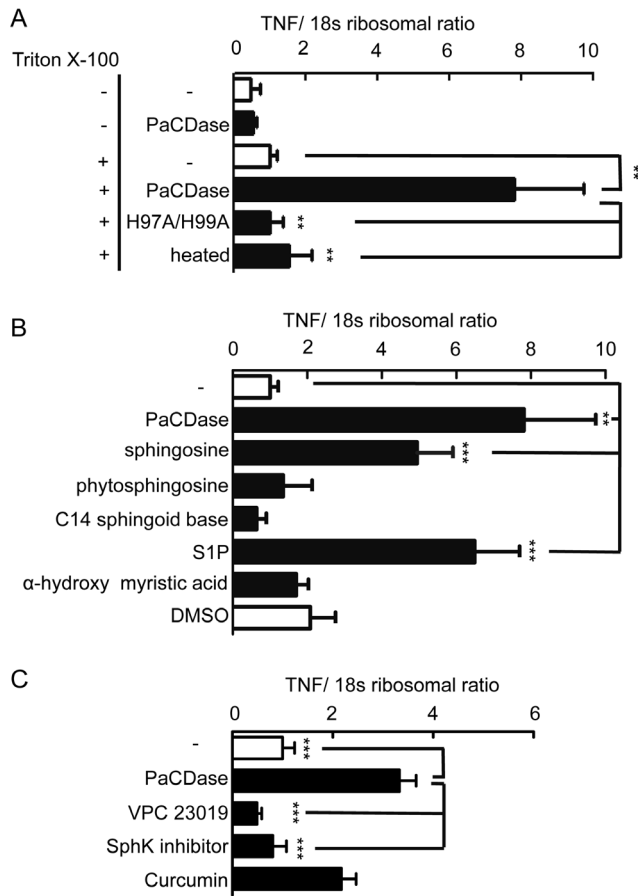 A
TNF/ 18s ribosomal ratio
Triton X-100
0 2 4 6 8 10
- -
- PaCDase
+ -
+ PaCDase **
+ H97A/H99A **
+ heated **
B
TNF/ 18s ribosomal ratio
0 2 4 6 8 10
-
PaCDase **
sphingosine ***
phytosphingosine
C14 sphingoid base
S1P ***
α-hydroxy myristic acid
DMSO
C
TNF/ 18s ribosomal ratio
0 2 4 6
- ***
PaCDase
VPC 23019 ***
SphK inhibitor ***
Curcumin